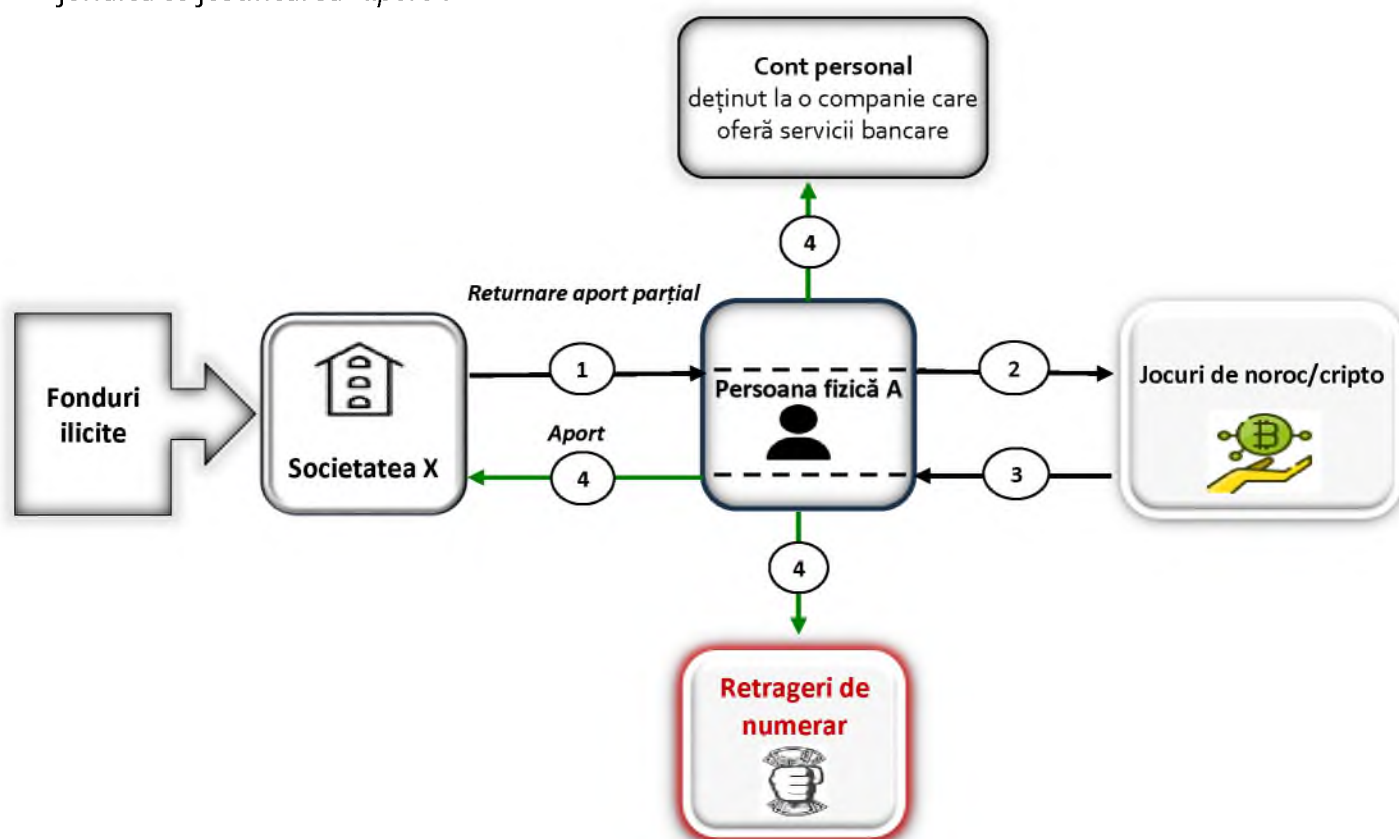 Cont personal
deținut la o companie care
oferă servicii bancare
4
Returnare aport parțial
1
2
Fonduri
ilicite
Societatea X
Persoana fizică A
Jocuri de noroc/cripto
Aport
4
3
4
Retrageri de
numerar